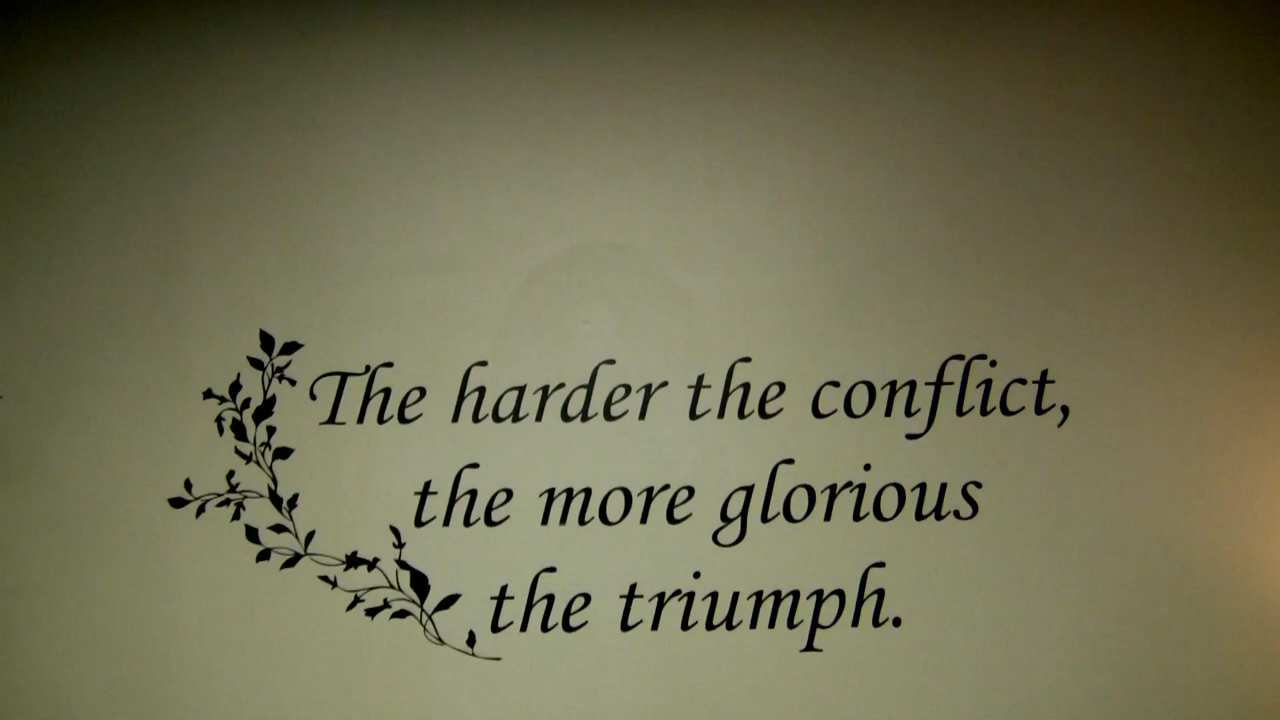 The harder the conflict,
the more glorious
the triumph.